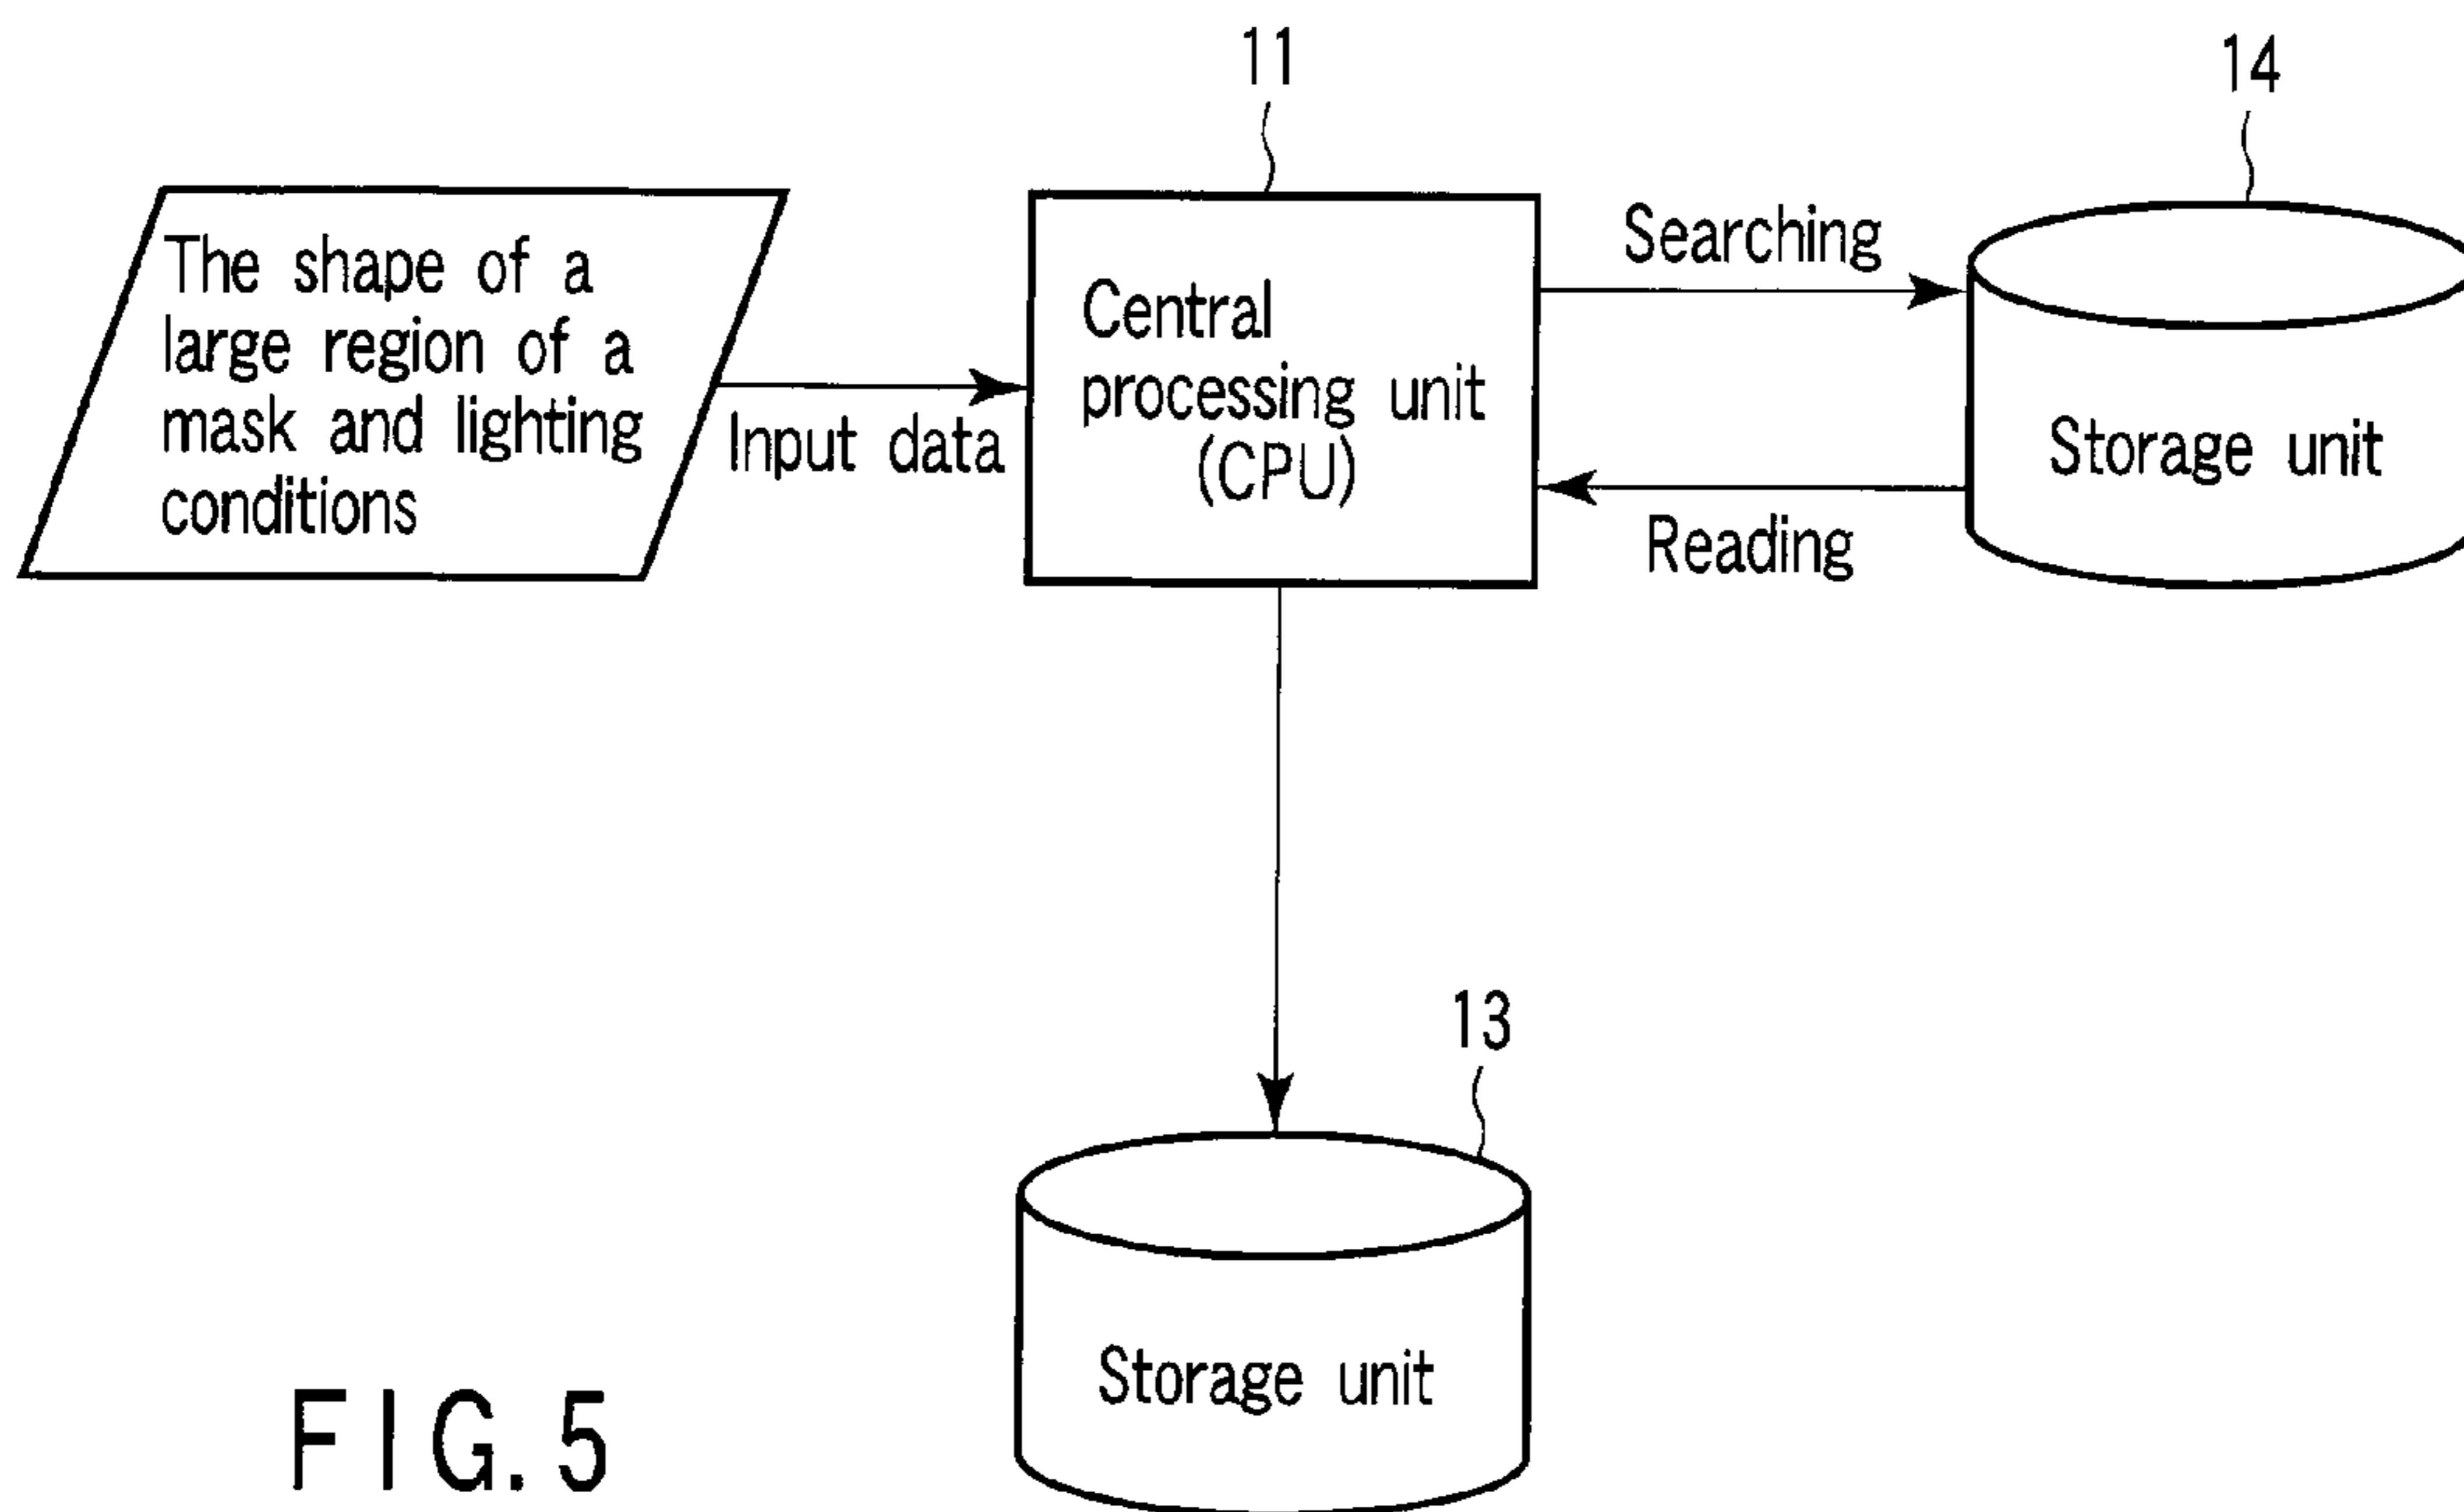 11
14
The shape of a
large region of a
mask and lighting
conditions
Input data
Central
processing unit
(CPU)
Searching
Reading
Storage unit
13
Storage unit
FIG. 5